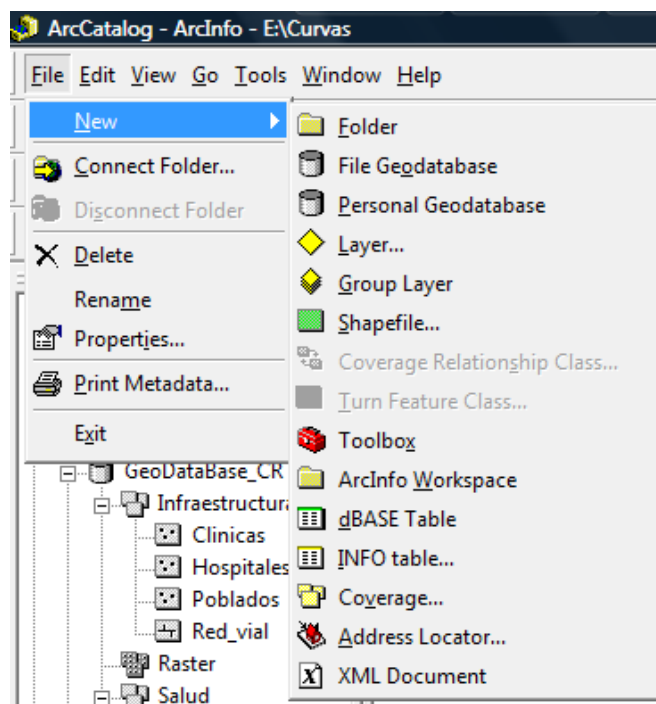 ArcCatalog - ArcInfo - E:\Curvas
File Edit View Go Tools Window Help
New
Connect Folder...
Disconnect Folder
Delete
Rename
Properties...
Print Metadata...
Exit
Folder
File Geodatabase
Personal Geodatabase
Layer...
Group Layer
Shapefile...
Coverage Relationship Class...
Turn Feature Class...
Toolbox
ArcInfo Workspace
dBASE Table
INFO table...
Coverage...
Address Locator...
XML Document
GeoDataBase_CR
Infraestructura
Clinicas
Hospitales
Poblados
Red_vial
Raster
Salud